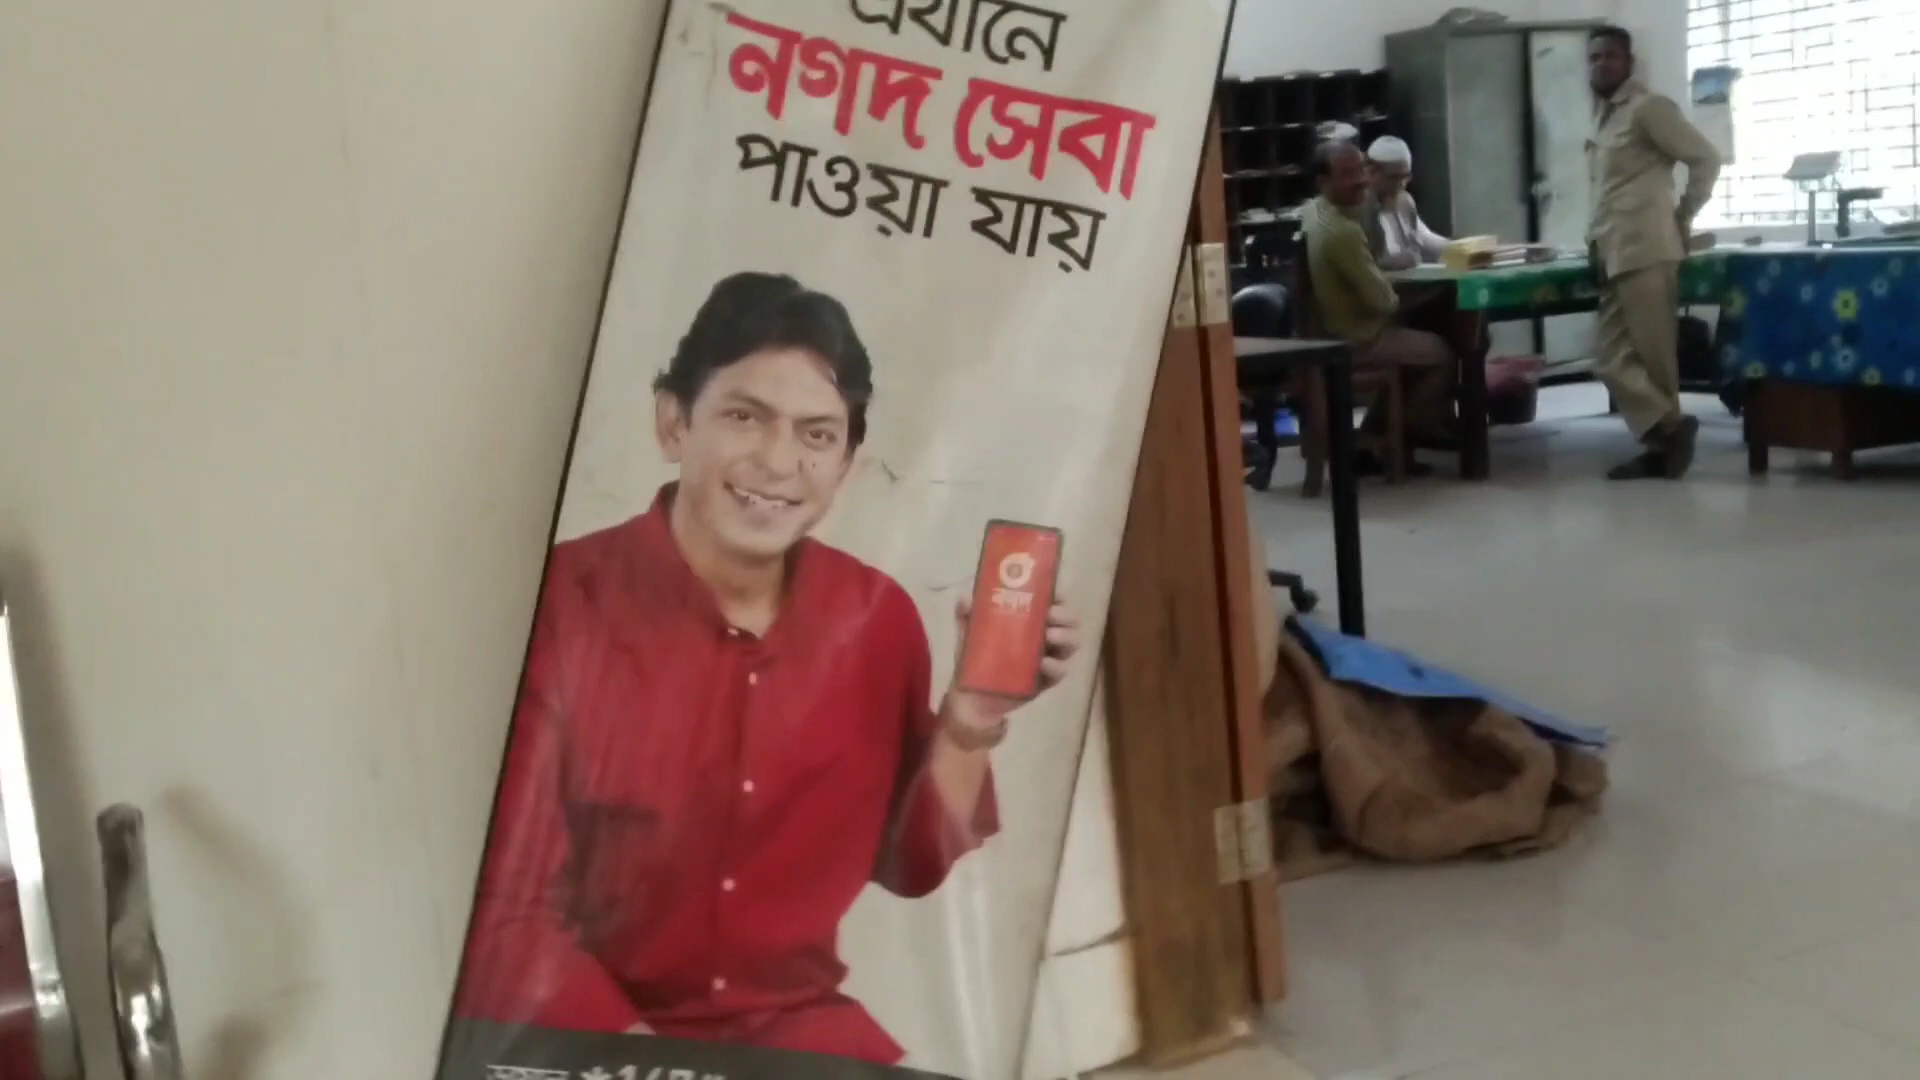 এখানে
নগদ সেবা
পাওয়া যায়
নগদ